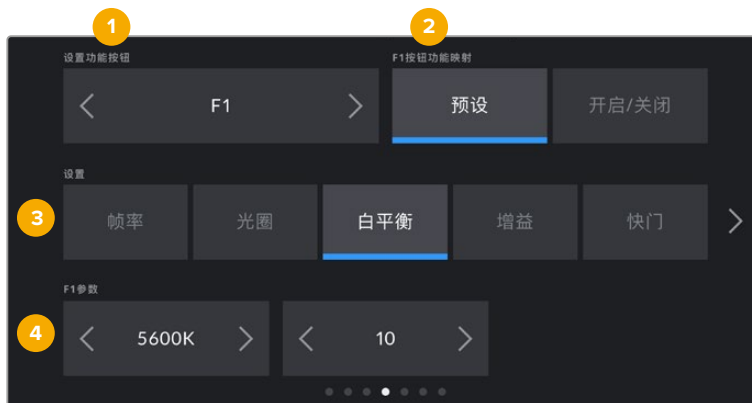 1
2
设置功能按钮
F1按钮功能映射
F1
预设
开启/关闭
设置
3
帧率
光圈
白平衡
增益
快门
F1参数
4
5600K
10